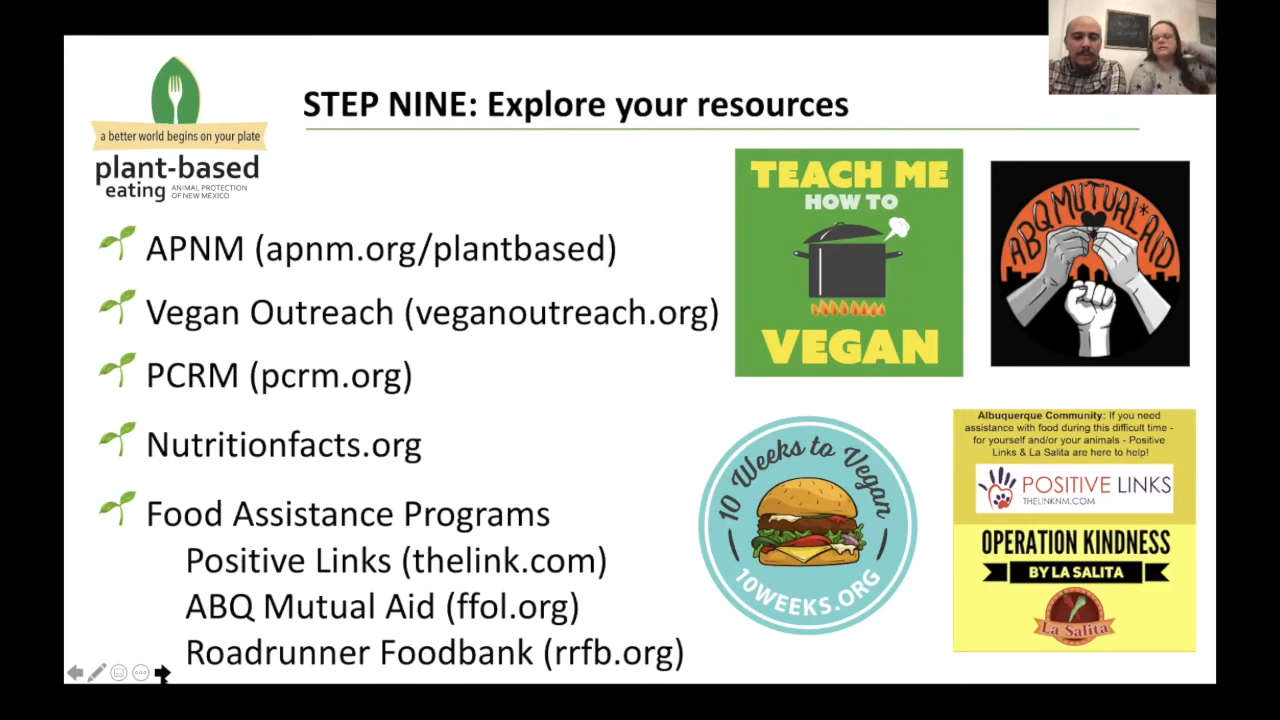 STEP NINE: Explore your resources
a better world begins on your plate
plant-based
eating
ANIMAL PROTECTION
OF NEW MEXICO
APNM (apnm.org/plantbased)
Vegan Outreach (veganoutreach.org)
PCRM (pcrm.org)
Nutritionfacts.org
Food Assistance Programs
Positive Links (thelink.com)
ABQ Mutual Aid (ffol.org)
Roadrunner Foodbank (rrfb.org)
TEACH ME
HOW TO
VEGAN
ABQ MUTUAL*AID
10 Weeks to Vegan
10WEEKS.ORG
Albuquerque Community: If you need
assistance with food during this difficult time -
for yourself and/or your animals - Positive
Links & La Salita are here to help!
POSITIVE LINKS
THELINKNM.COM
OPERATION KINDNESS
BY LA SALITA
La Salita